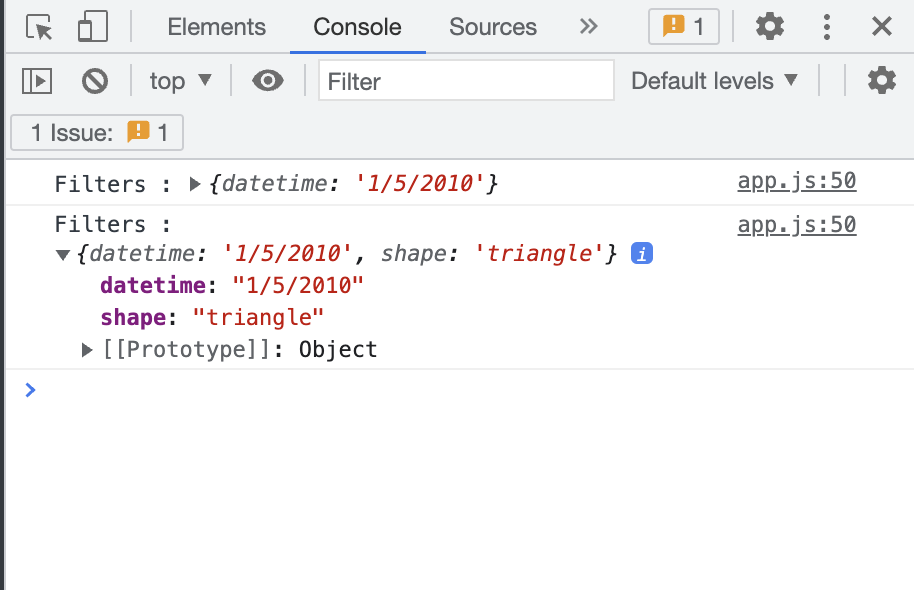 Elements Console Sources 1
top Filter Default levels
1 Issue: 1
Filters : {datetime: '1/5/2010'} app.js:50
Filters : app.js:50
{datetime: '1/5/2010', shape: 'triangle'} i
datetime: "1/5/2010"
shape: "triangle"
[[Prototype]]: Object